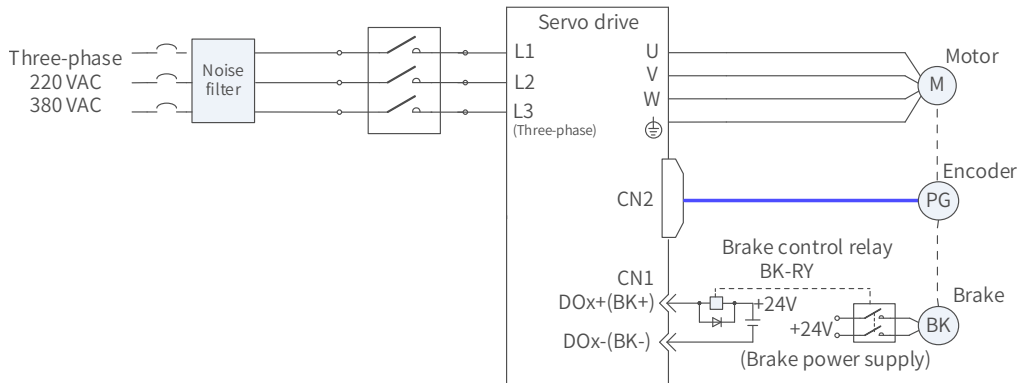 Servo drive
Three-phase
220 VAC
380 VAC
Noise
filter
L1
L2
L3
(Three-phase)
U
V
W
Motor
M
Encoder
CN2
PG
Brake control relay
BK-RY
CN1
DOx+(BK+)
+24V
Brake
+24V
BK
DOx-(BK-)
(Brake power supply)